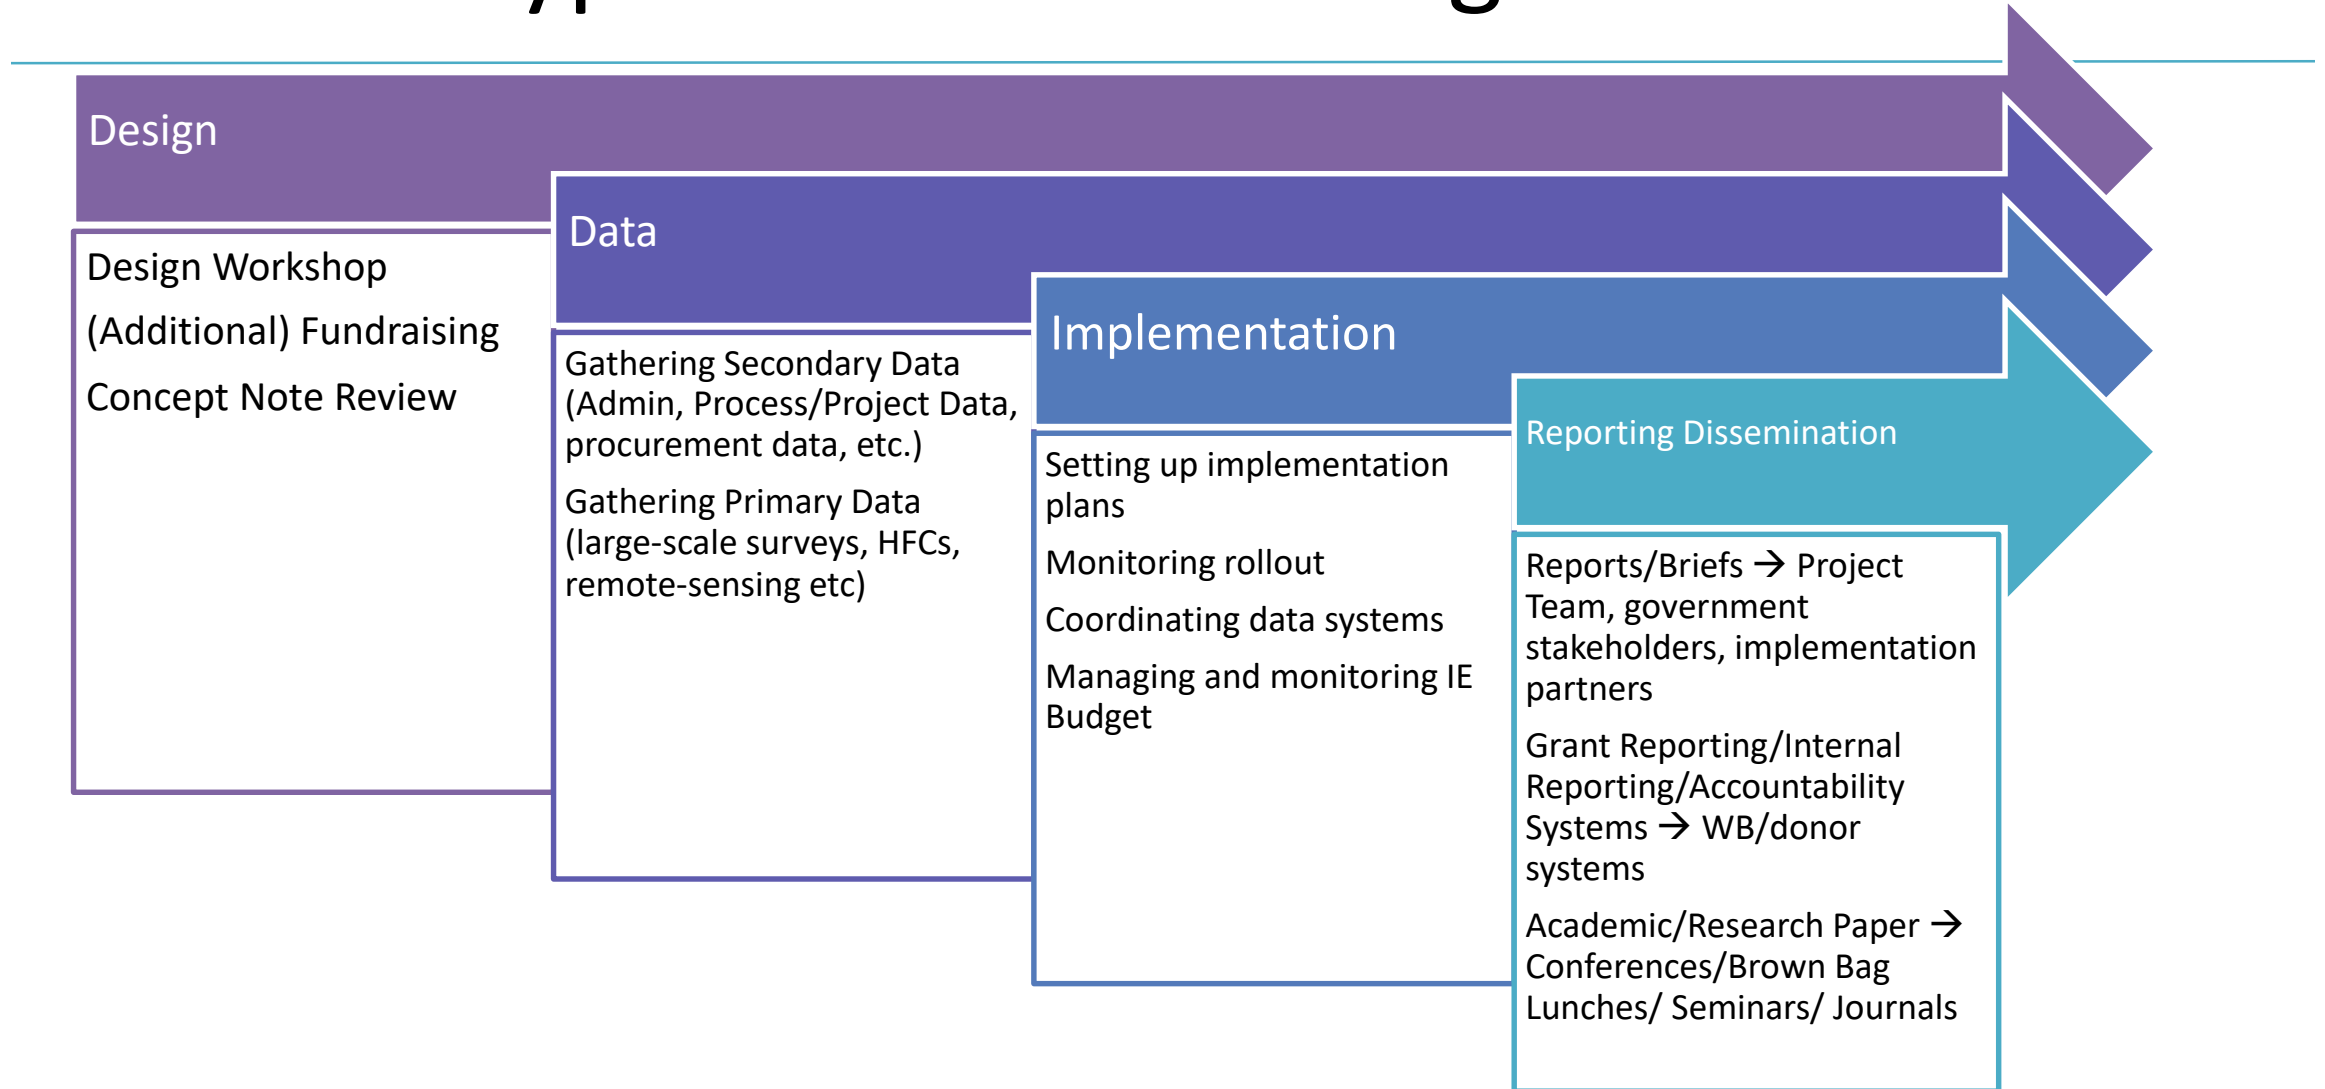 Design
Design Workshop
(Additional) Fundraising
Concept Note Review
Data
Gathering Secondary Data
(Admin, Process/Project Data,
procurement data, etc.)
Gathering Primary Data
(large-scale surveys, HFCs,
remote-sensing etc)
Implementation
Setting up implementation
plans
Monitoring rollout
Coordinating data systems
Managing and monitoring IE
Budget
Reporting Dissemination
Reports/Briefs → Project
Team, government
stakeholders, implementation
partners
Grant Reporting/Internal
Reporting/Accountability
Systems → WB/donor
systems
Academic/Research Paper →
Conferences/Brown Bag
Lunches/ Seminars/ Journals